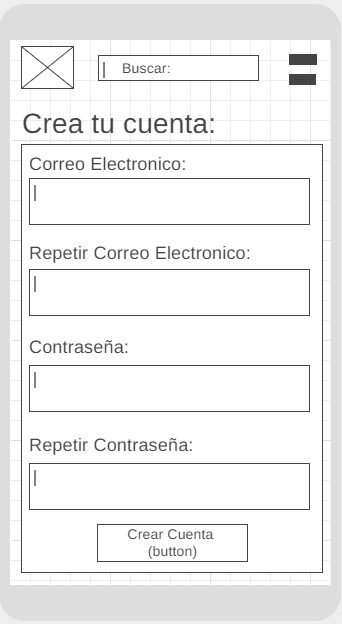 Buscar:
Crea tu cuenta:
Correo Electronico:
Repetir Correo Electronico:
Contraseña:
Repetir Contraseña:
Crear Cuenta
(button)